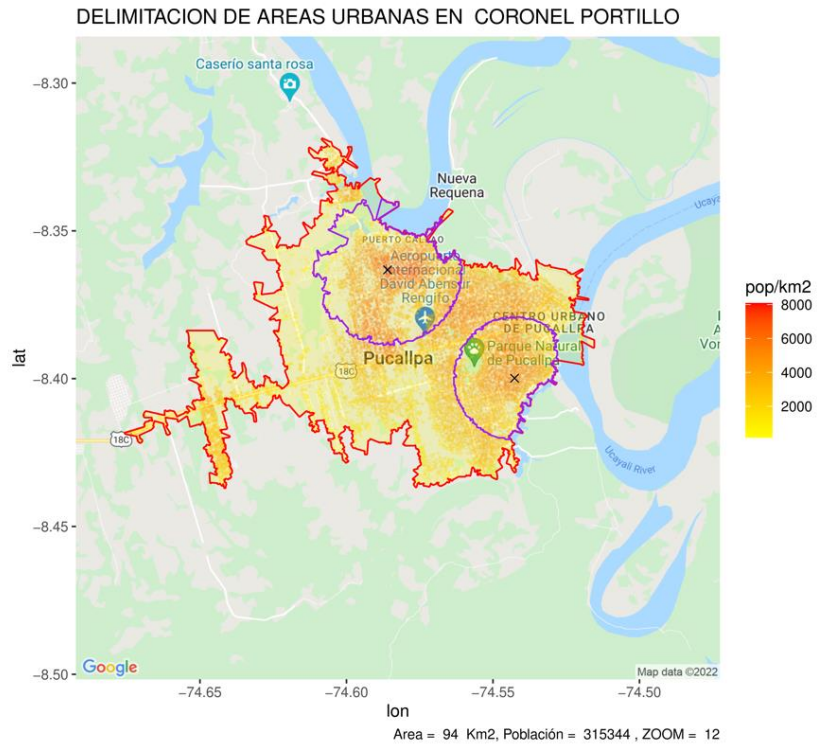 DELIMITACION DE AREAS URBANAS EN CORONEL PORTILLO
Caserío santa rosa
Nueva
Requena
PUERTO CALLAO
Aeropuerto
Internacional
David Abensur
Rengifo
CENTRO URBANO
DE PUCALLPA
Parque Natural
de Pucallpa
Pucallpa
18C
18C
Ucayali River
Google
Map data ©2022
−8.30
−8.35
−8.40
−8.45
−8.50
lat
−74.65
−74.60
−74.55
−74.50
lon
pop/km2
8000
6000
4000
2000
Area = 94 Km2, Población = 315344 , ZOOM = 12